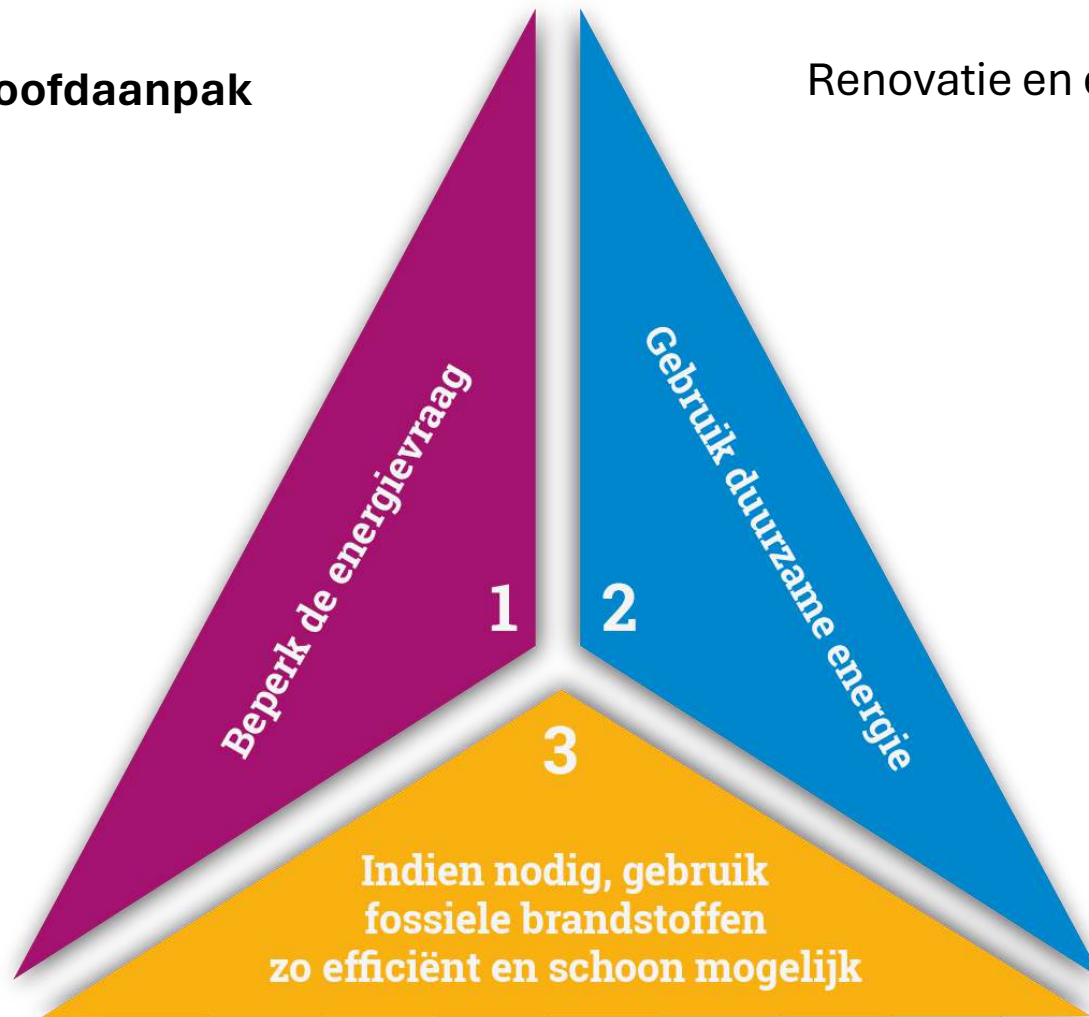 oofdaanpak
Renovatie en
Beperk de energievraag
1
Gebruik duurzame energie
2
3
Indien nodig, gebruik
fossiele brandstoffen
zo efficiënt en schoon mogelijk